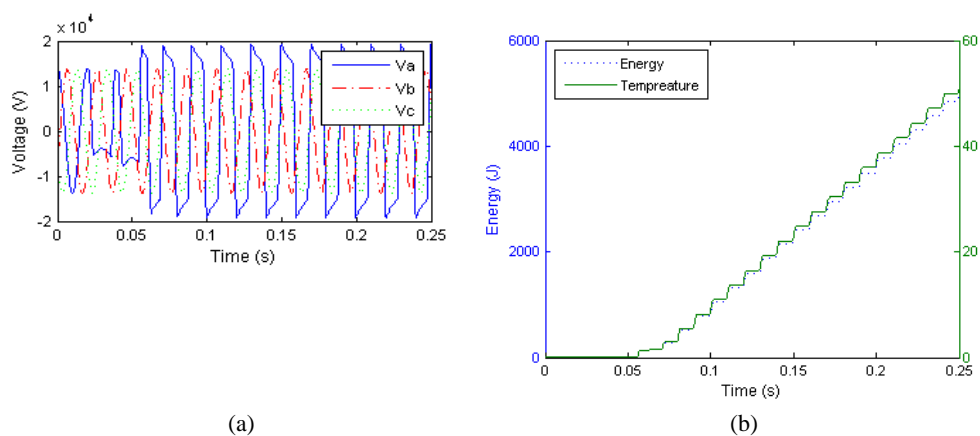 × 10⁴
2
1
0
-1
-2
Voltage (V)
0
0.05
0.1
0.15
0.2
0.25
Time (s)
Va
Vb
Vc
(a)
6000
4000
2000
0
Energy (J)
60
40
20
0
0
0.05
0.1
0.15
0.2
0.25
Time (s)
Energy
Tempreature
(b)